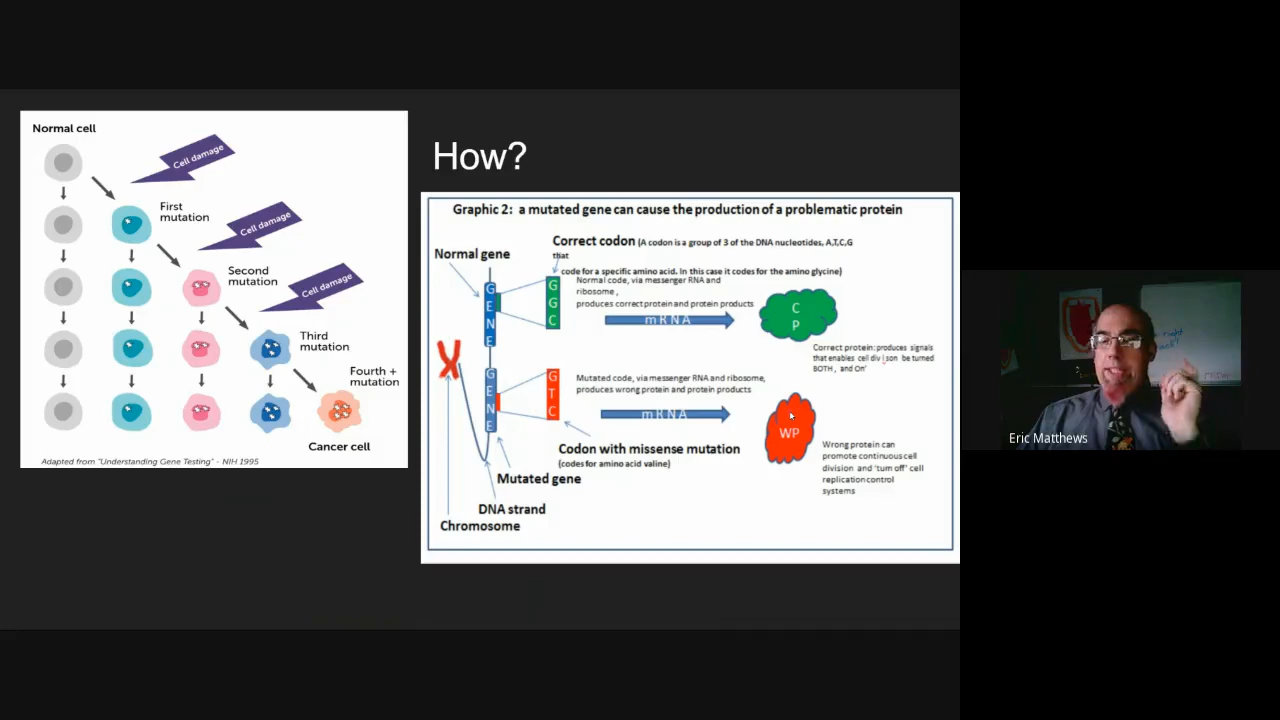 Normal cell
Cell damage
First
mutation
Cell damage
Second
mutation
Cell damage
Third
mutation
Fourth +
mutation
Cancer cell
Adapted from "Understanding Gene Testing" - NIH 1995
How?
Graphic 2: a mutated gene can cause the production of a problematic protein
Correct codon (A codon is a group of 3 of the DNA nucleotides, A,T,C,G
that
code for a specific amino acid. In this case it codes for the amino glycine)
Normal gene
GENE
GGC
Normal code, via messenger RNA and
ribosome ,
produces correct protein and protein products
mRNA
C
P
Correct protein: produces signals
that enables cell div i son be turned
BOTH , and On'
GENE
GTC
Mutated code, via messenger RNA and ribosome,
produces wrong protein and protein products
mRNA
WP
Wrong protein can
promote continuous cell
division and 'turn off' cell
replication control
systems
Codon with missense mutation
(codes for amino acid valine)
Mutated gene
DNA strand
Chromosome
Eric Matthews